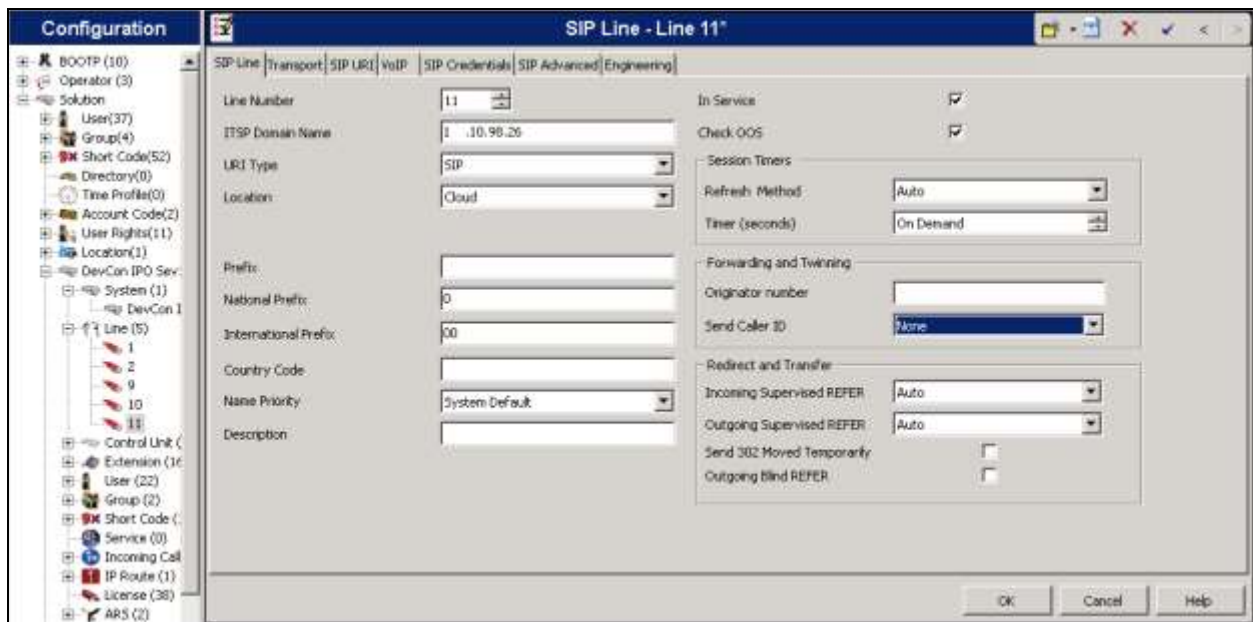 Configuration
BOOTP (10)
Operator (3)
Solution
User(37)
Group(4)
Short Code(52)
Directory(0)
Time Profile(0)
Account Code(2)
User Rights(11)
Location(1)
DevCon IPO Sev
System (1)
DevCon I
Line (5)
1
2
9
10
11
Control Unit (
Extension (16
User (22)
Group (2)
Short Code (
Service (0)
Incoming Call
IP Route (1)
License (38)
ARS (2)
SIP Line - Line 11*
SIP Line Transport SIP URI VoIP SIP Credentials SIP Advanced Engineering
Line Number 11
ITSP Domain Name 1 .10.98.26
URI Type SIP
Location Cloud
Prefix
National Prefix 0
International Prefix 00
Country Code
Name Priority System Default
Description
In Service
Check OOS
Session Timers
Refresh Method Auto
Timer (seconds) On Demand
Forwarding and Twinning
Originator number
Send Caller ID None
Redirect and Transfer
Incoming Supervised REFER Auto
Outgoing Supervised REFER Auto
Send 302 Moved Temporarily
Outgoing Blind REFER
OK Cancel Help